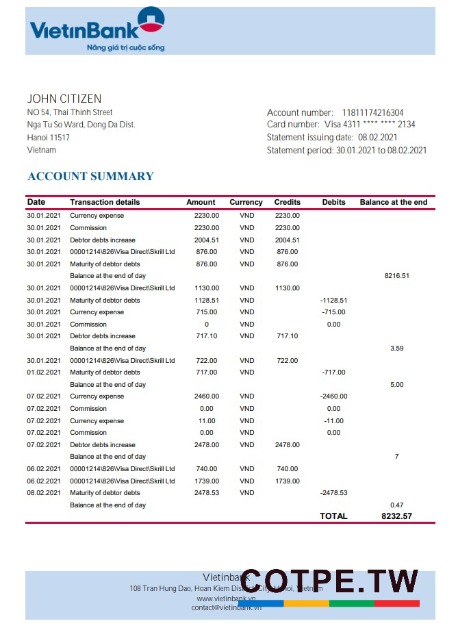 VietinBank
Nâng giá trị cuộc sống
JOHN CITIZEN
NO 54, Thai Thinh Street
Nga Tu So Ward, Dong Da Dist.
Hanoi 11517
Vietnam
Account number: 11811174216304
Card number: Visa 4311 **** **** 2134
Statement issuing date: 08.02.2021
Statement period: 30.01.2021 to 08.02.2021
ACCOUNT SUMMARY
Date Transaction details Amount Currency Credits Debits Balance at the end
30.01.2021 Currency expense 2230.00 VND 2230.00
30.01.2021 Commission 2230.00 VND 2230.00
30.01.2021 Debtor debts increase 2004.51 VND 2004.51
30.01.2021 00001214\826\Visa Direct\Skrill Ltd 876.00 VND 876.00
30.01.2021 Maturity of debtor debts 876.00 VND 876.00
Balance at the end of day 8216.51
30.01.2021 00001214\826\Visa Direct\Skrill Ltd 1130.00 VND 1130.00
30.01.2021 Maturity of debtor debts 1128.51 VND -1128.51
30.01.2021 Currency expense 715.00 VND -715.00
30.01.2021 Commission 0 VND 0.00
30.01.2021 Debtor debts increase 717.10 VND 717.10
Balance at the end of day 3.59
30.01.2021 00001214\826\Visa Direct\Skrill Ltd 722.00 VND 722.00
01.02.2021 Maturity of debtor debts 717.00 VND -717.00
Balance at the end of day 5.00
07.02.2021 Currency expense 2460.00 VND -2460.00
07.02.2021 Commission 0.00 VND 0.00
07.02.2021 Currency expense 11.00 VND -11.00
07.02.2021 Commission 0.00 VND 0.00
07.02.2021 Debtor debts increase 2478.00 VND 2478.00
Balance at the end of day 7
06.02.2021 00001214\826\Visa Direct\Skrill Ltd 740.00 VND 740.00
06.02.2021 00001214\826\Visa Direct\Skrill Ltd 1739.00 VND 1739.00
08.02.2021 Maturity of debtor debts 2478.53 VND -2478.53
Balance at the end of day 0.47
TOTAL 8232.57
Vietinbank
COTPE.TW
108 Tran Hung Dao, Hoan Kiem Vietnam
www.vietinbank.vn
contact@vietinbank.vn